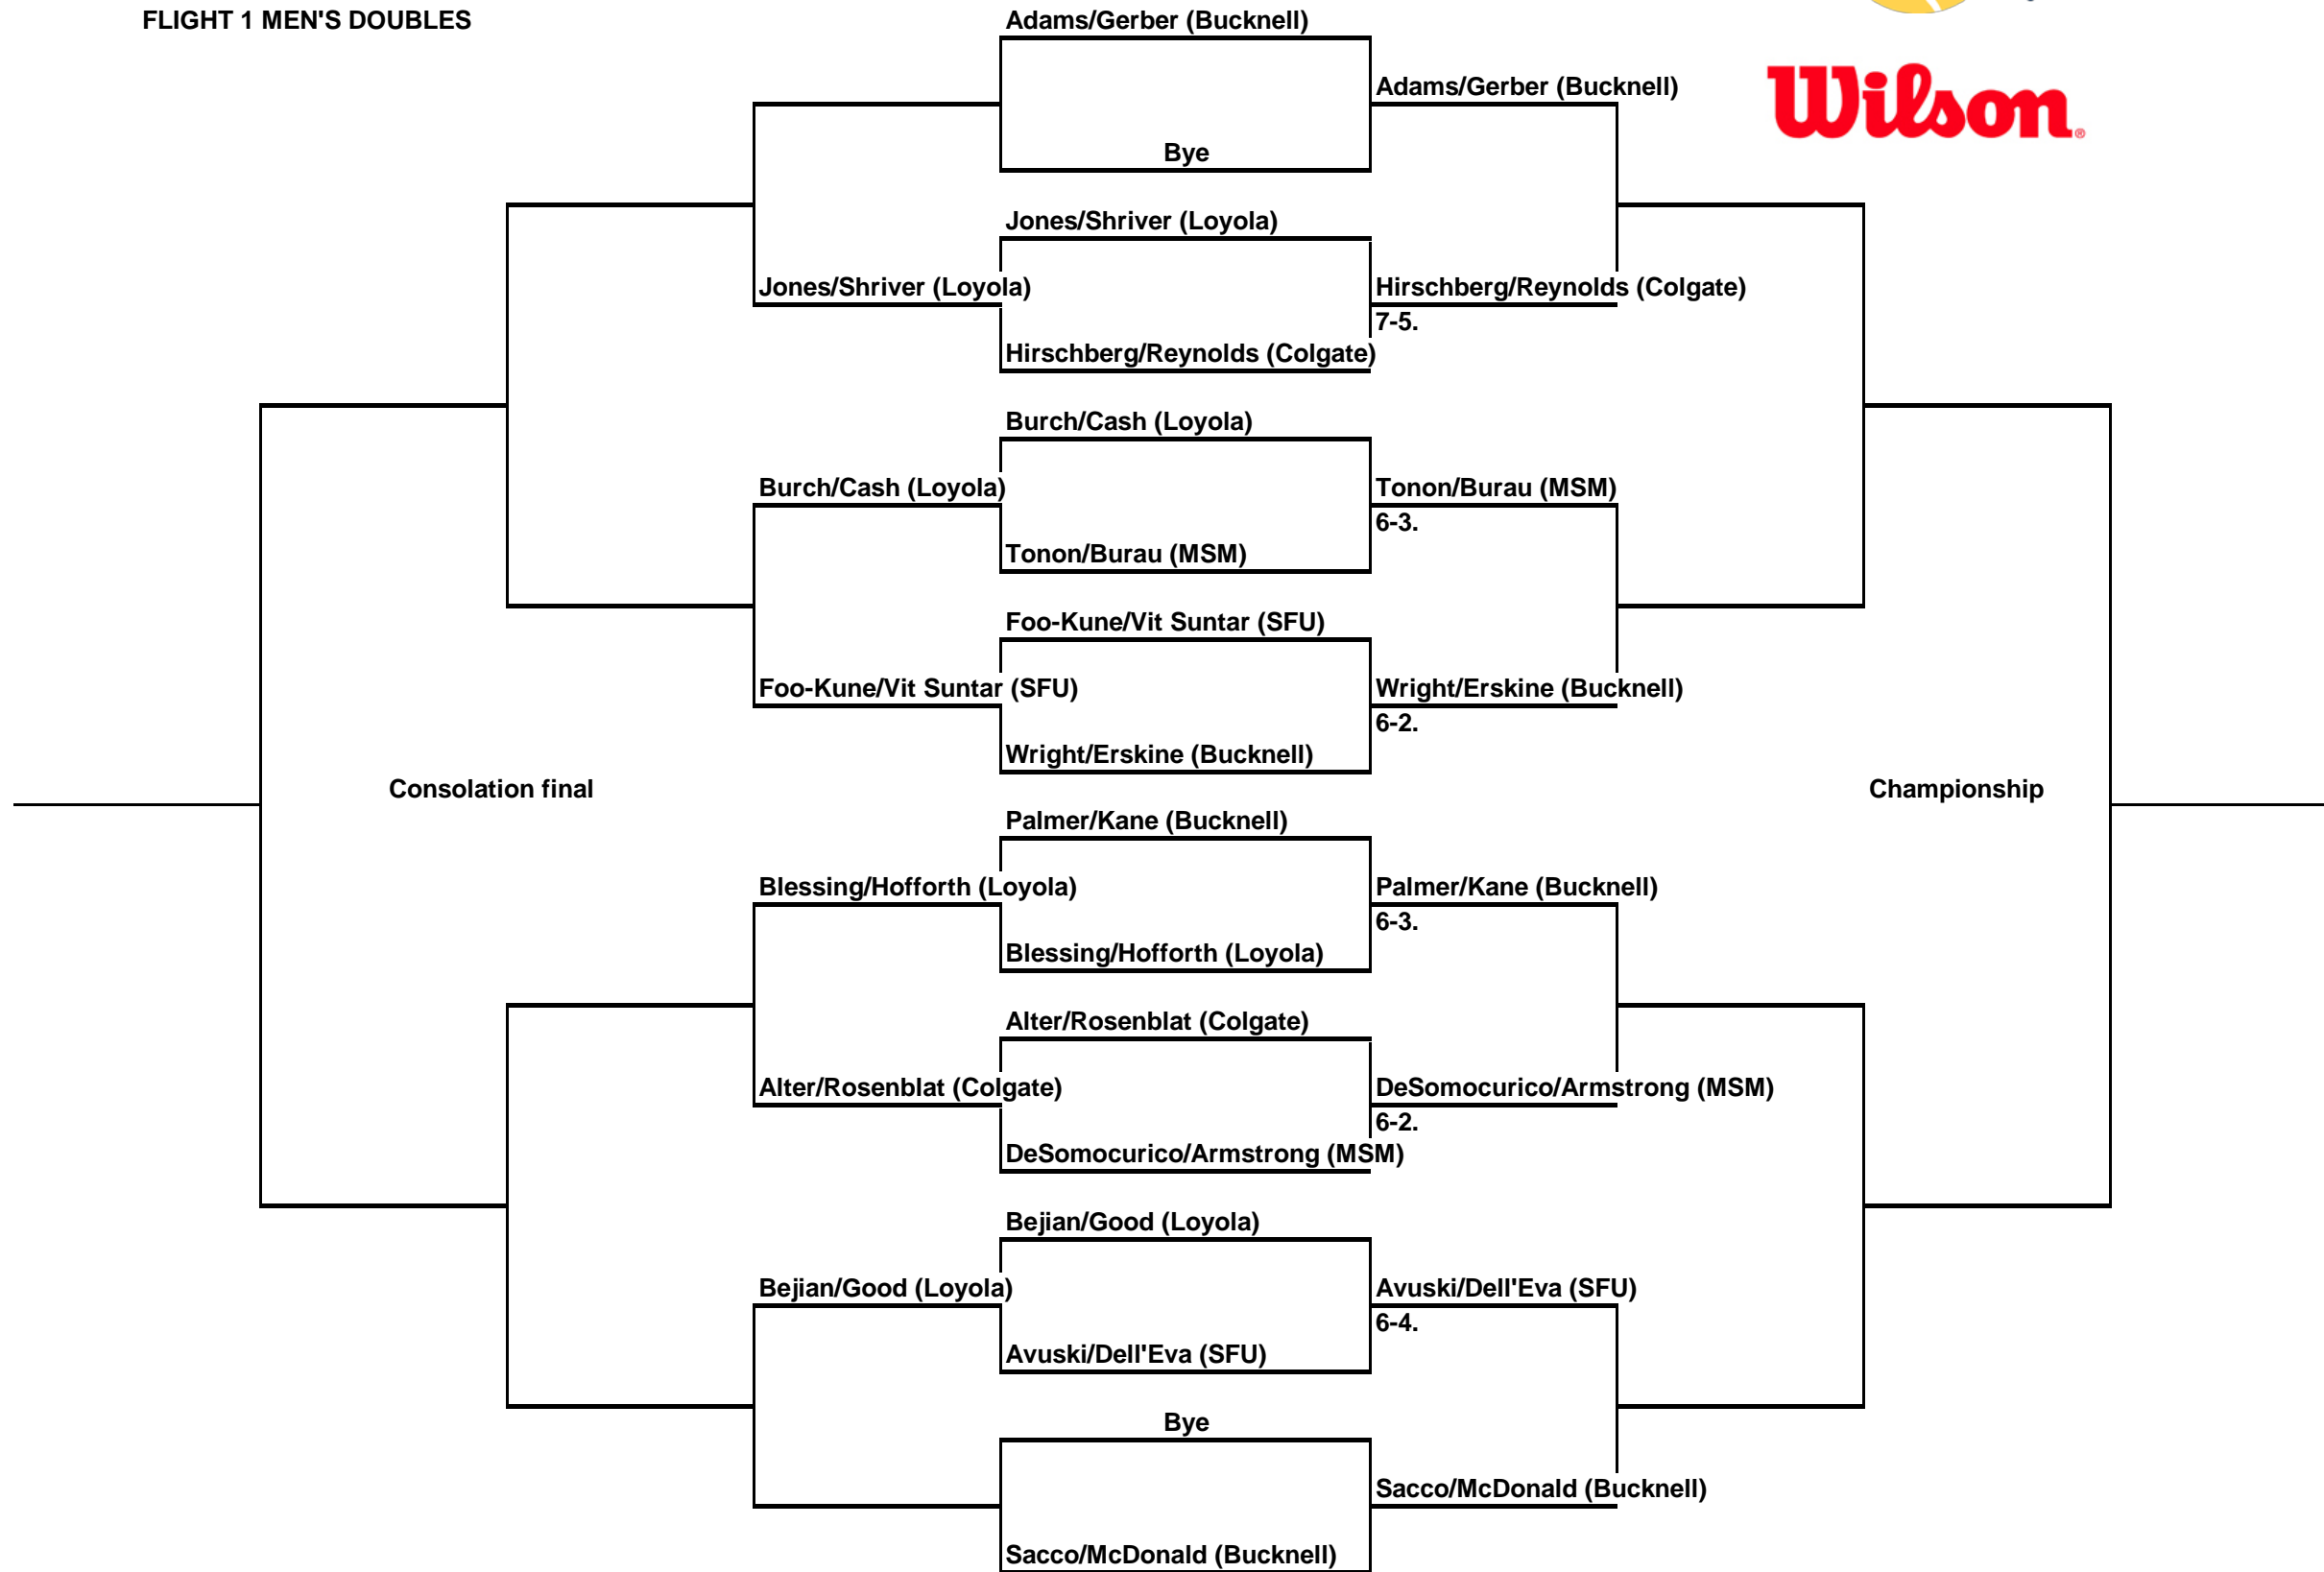 FLIGHT 1 MEN'S DOUBLES
Adams/Gerber (Bucknell)
Adams/Gerber (Bucknell)
Wilson
Bye
Jones/Shriver (Loyola)
Jones/Shriver (Loyola)
Hirschberg/Reynolds (Colgate)
7-5.
Hirschberg/Reynolds (Colgate)
Burch/Cash (Loyola)
Burch/Cash (Loyola)
Tonon/Burau (MSM)
6-3.
Tonon/Burau (MSM)
Foo-Kune/Vit Suntar (SFU)
Foo-Kune/Vit Suntar (SFU)
Wright/Erskine (Bucknell)
6-2.
Wright/Erskine (Bucknell)
Consolation final
Championship
Palmer/Kane (Bucknell)
Blessing/Hofforth (Loyola)
Palmer/Kane (Bucknell)
6-3.
Blessing/Hofforth (Loyola)
Alter/Rosenblat (Colgate)
Alter/Rosenblat (Colgate)
DeSomocurico/Armstrong (MSM)
6-2.
DeSomocurico/Armstrong (MSM)
Bejian/Good (Loyola)
Bejian/Good (Loyola)
Avuski/Dell'Eva (SFU)
6-4.
Avuski/Dell'Eva (SFU)
Bye
Sacco/McDonald (Bucknell)
Sacco/McDonald (Bucknell)